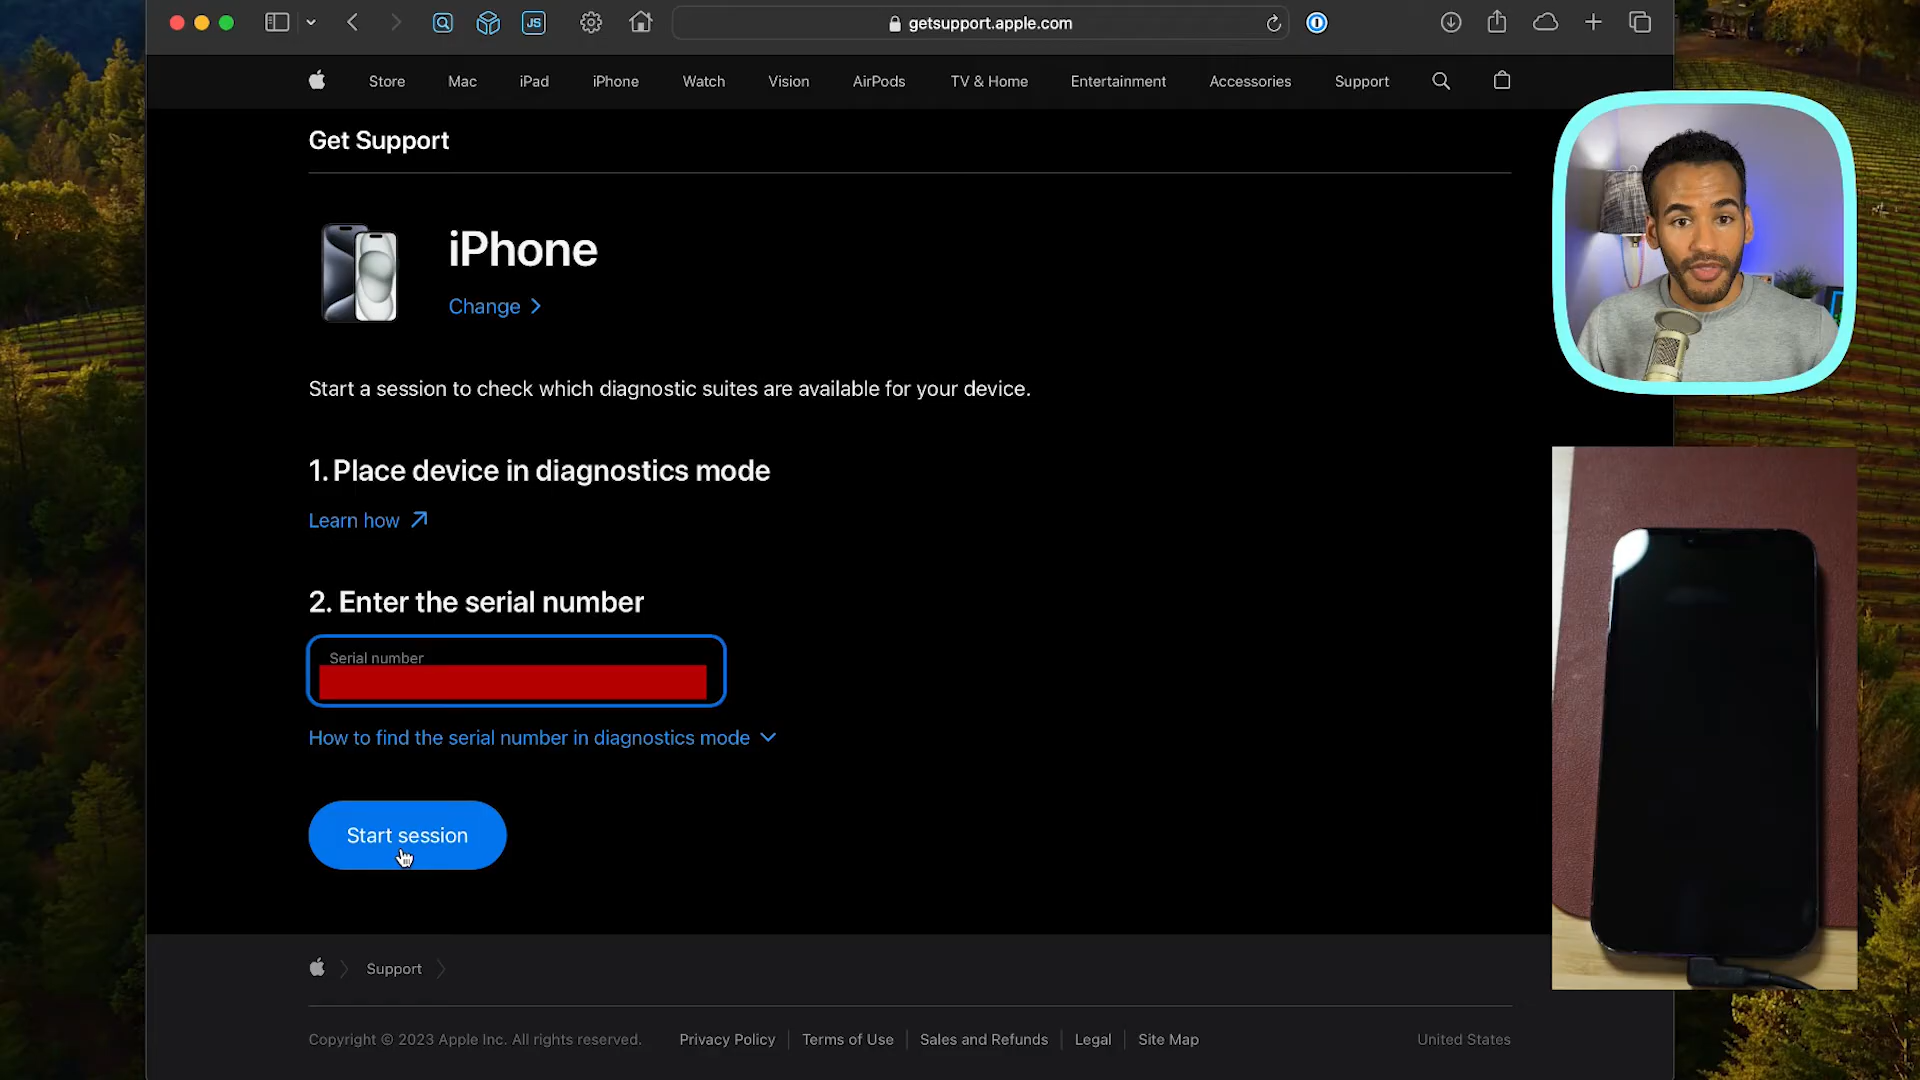 JS
getsupport.apple.com
Store Mac iPad iPhone Watch Vision AirPods TV & Home Entertainment Accessories Support
Get Support
iPhone
Change
Start a session to check which diagnostic suites are available for your device.
1. Place device in diagnostics mode
Learn how
2. Enter the serial number
Serial number
How to find the serial number in diagnostics mode
Start session
Support
Copyright © 2023 Apple Inc. All rights reserved. Privacy Policy Terms of Use Sales and Refunds Legal Site Map United States